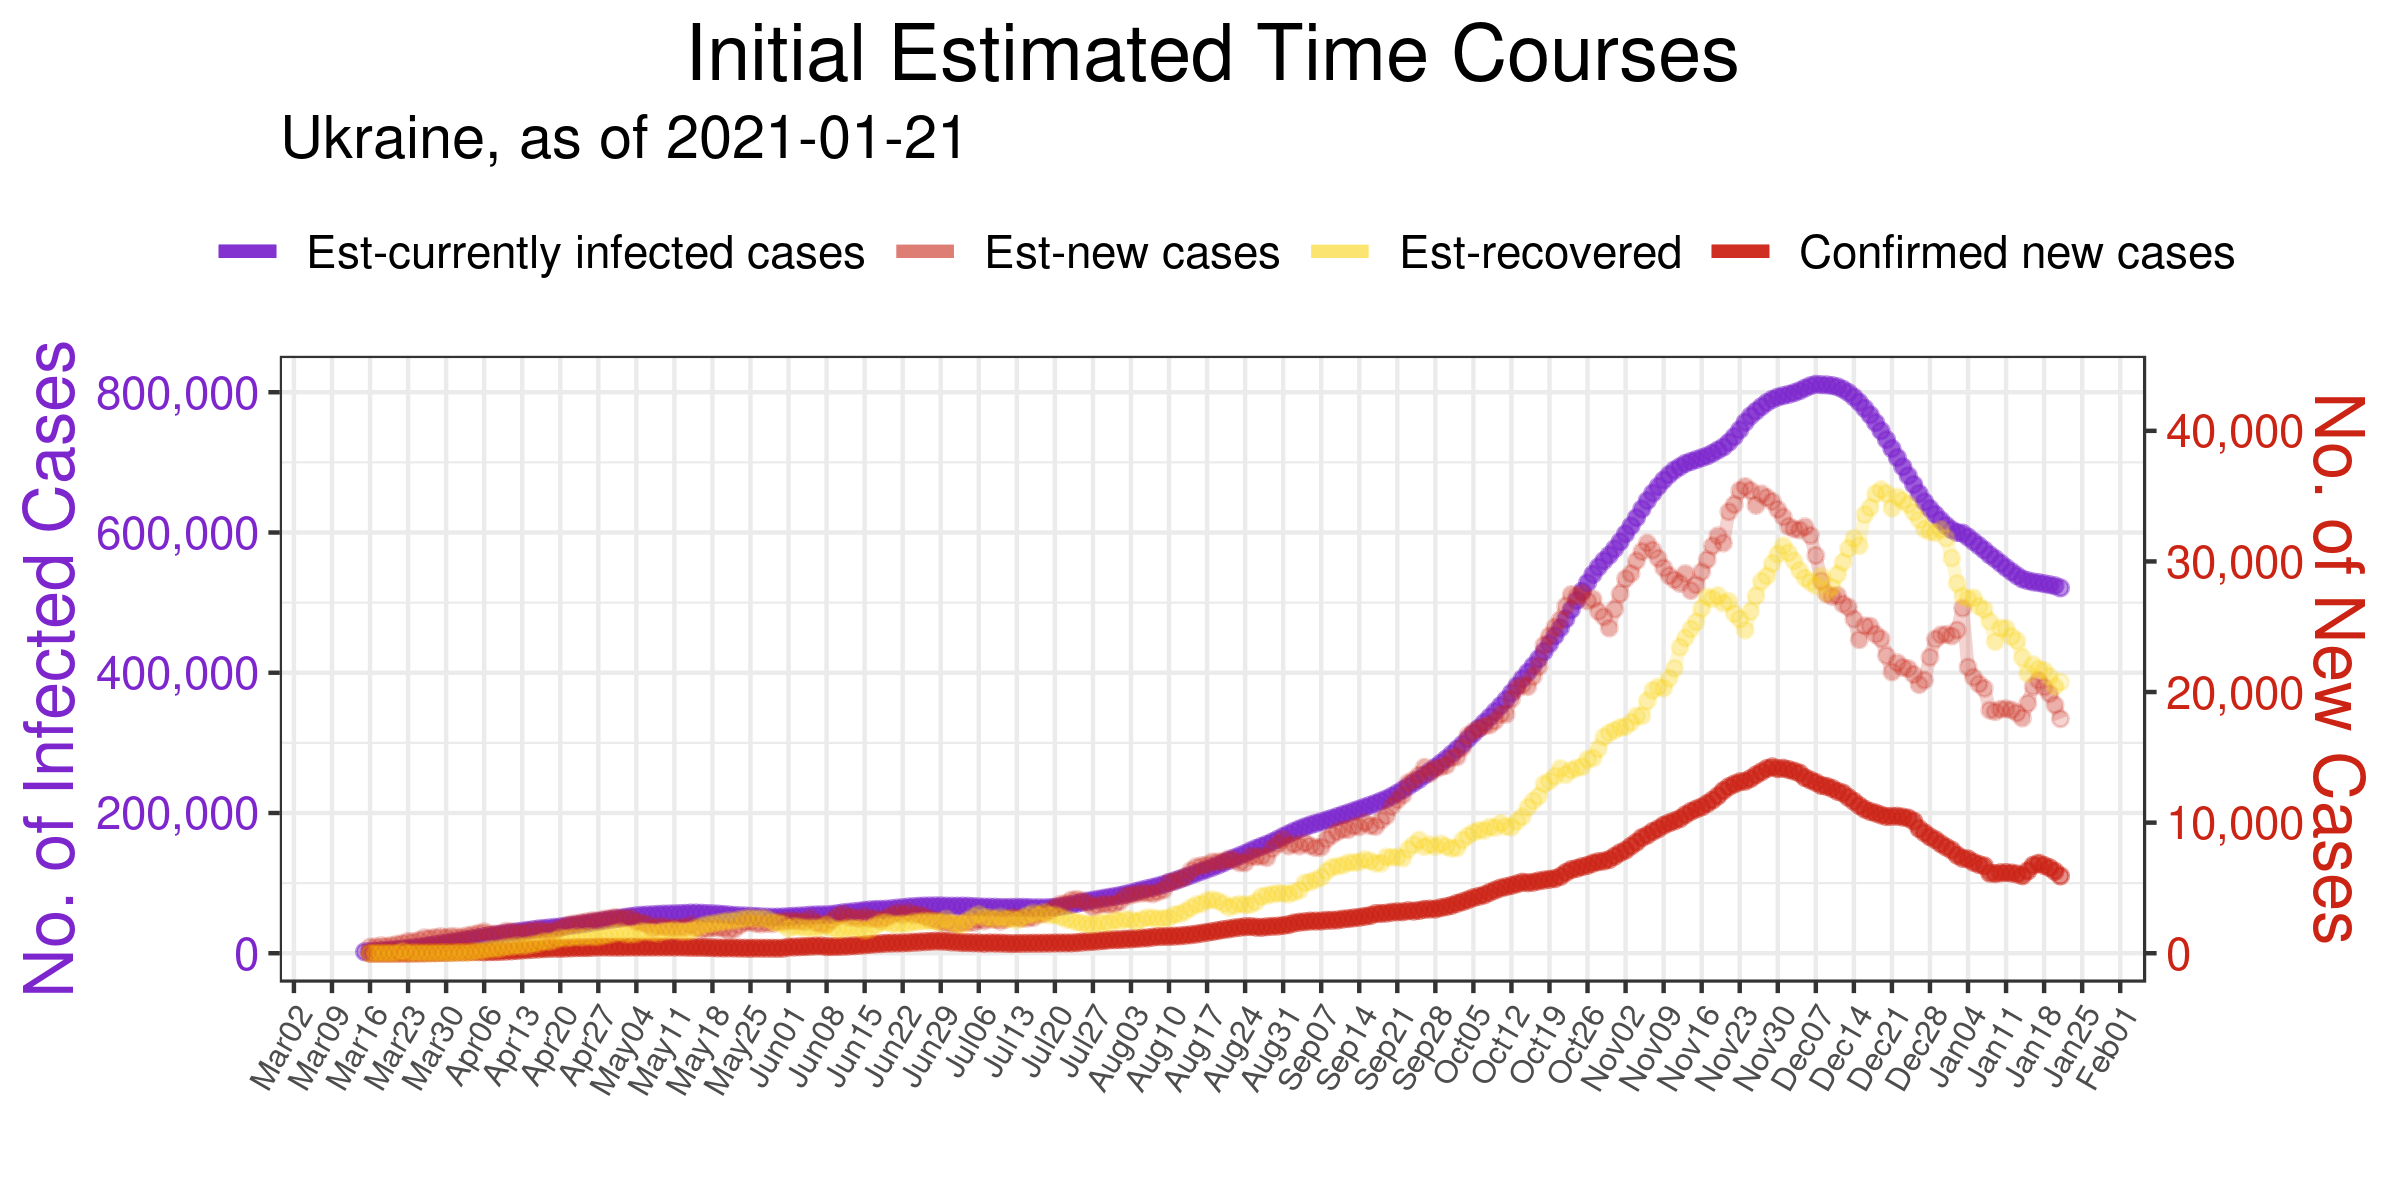 Initial Estimated Time Courses
Ukraine, as of 2021-01-21
Est-currently infected cases Est-new cases Est-recovered Confirmed new cases
No. of Infected Cases
800,000
600,000
400,000
200,000
0
40,000
30,000
20,000
10,000
0
No. of New Cases
Mar02 Mar09 Mar16 Mar23 Mar30 Apr06 Apr13 Apr20 Apr27 May04 May11 May18 May25 Jun01 Jun08 Jun15 Jun22 Jun29 Jul06 Jul13 Jul20 Jul27 Aug03 Aug10 Aug17 Aug24 Aug31 Sep07 Sep14 Sep21 Sep28 Oct05 Oct12 Oct19 Oct26 Nov02 Nov09 Nov16 Nov23 Nov30 Dec07 Dec14 Dec21 Dec28 Jan04 Jan11 Jan18 Jan25 Feb01